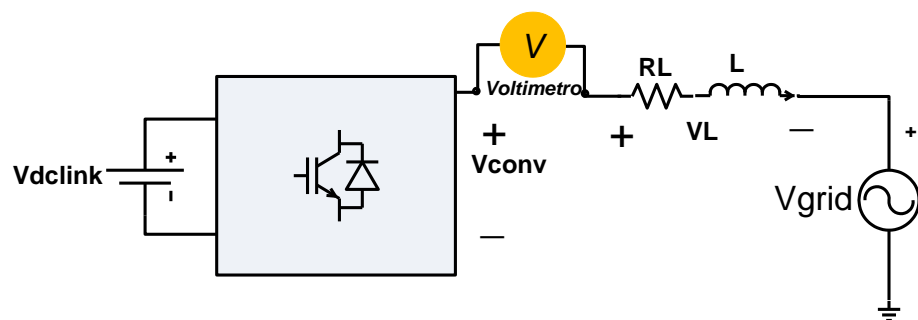 V
Voltimetro
RL
L
+
Vconv
—
+
VL
—
Vdclink
+
-
+
Vgrid